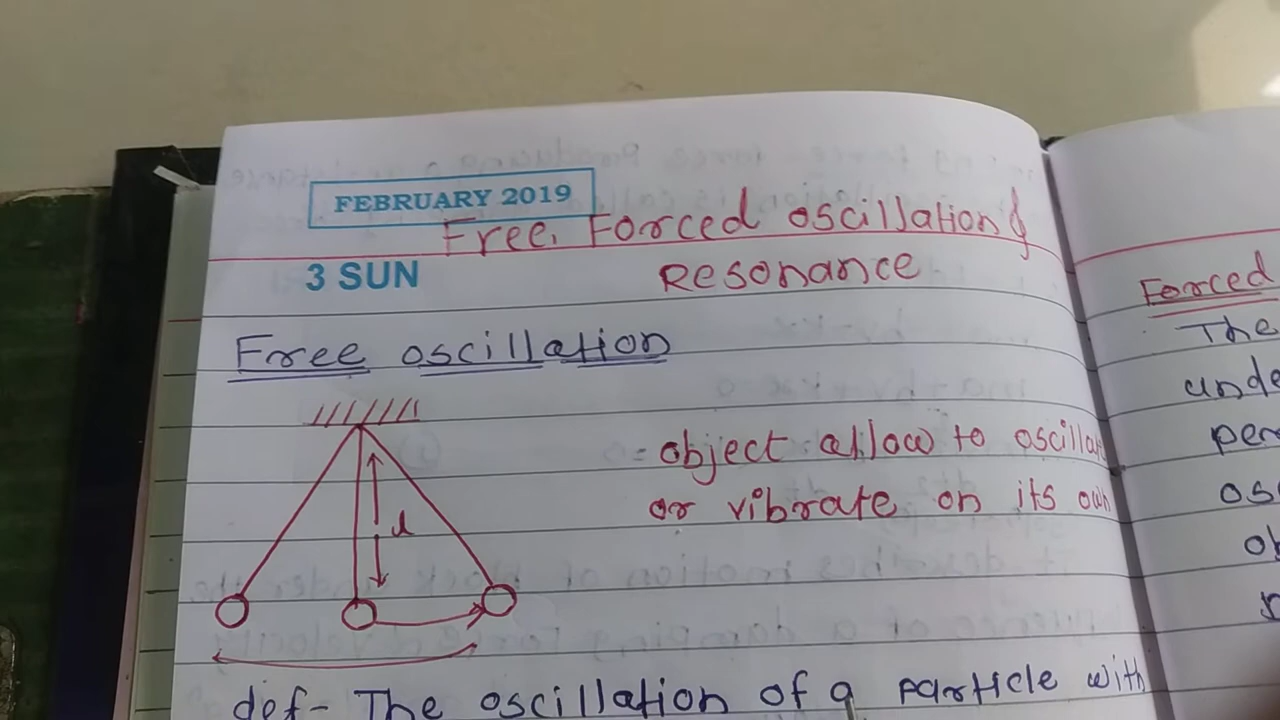 FEBRUARY 2019
Free, Forced oscillation &
3 SUN
Resonance
Free oscillation
- object allow to oscillate
or vibrate on its own
l
def- The oscillation of a particle with
Forced
The
unde
per
os
ob